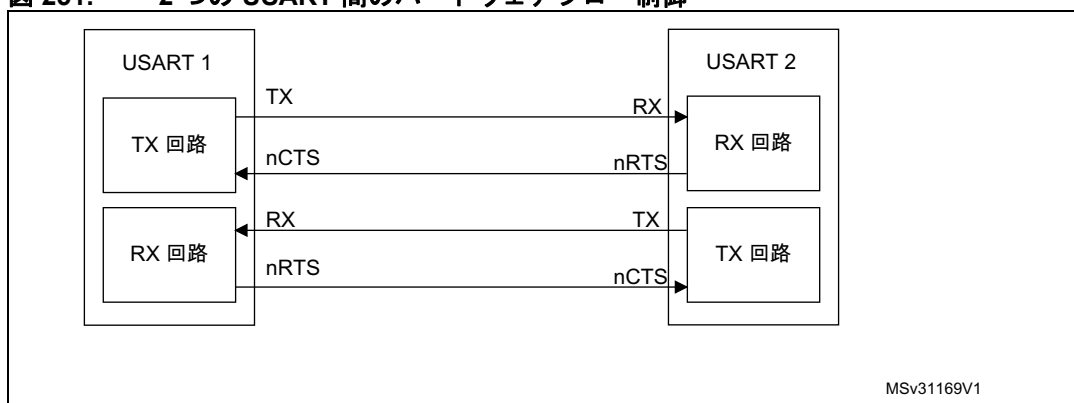 USART 1
USART 2
TX
RX
TX 回路
RX 回路
nCTS
nRTS
RX
TX
RX 回路
TX 回路
nRTS
nCTS
MSv31169V1